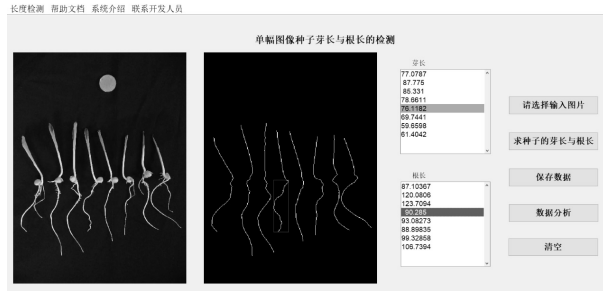 长度检测 帮助文档 系统介绍 联系开发人员
单幅图像种子芽长与根长的检测
芽长
77.0787
87.775
85.331
78.6611
76.1182
69.7441
59.6598
61.4042
根长
87.10367
120.0806
123.7094
90.285
93.08273
88.89835
99.32858
106.7394
请选择输入图片
求种子的芽长与根长
保存数据
数据分析
清空